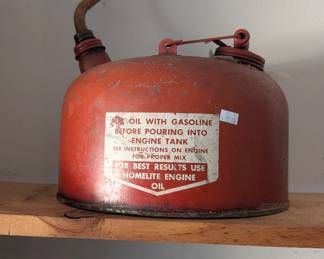 MIX OIL WITH GASOLINE
BEFORE POURING INTO
ENGINE TANK
SEE INSTRUCTIONS ON ENGINE
FOR PROPER MIX
FOR BEST RESULTS USE
HOMELITE ENGINE
OIL